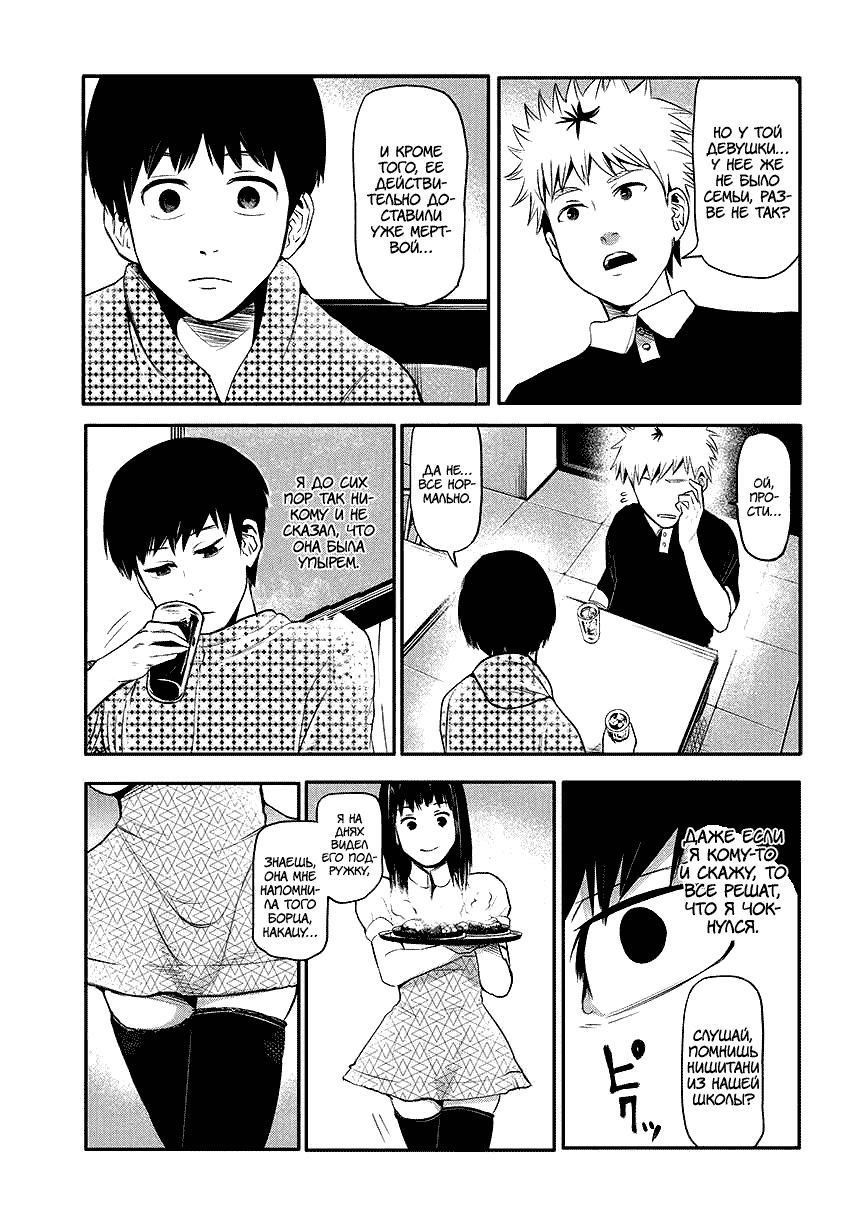 НО У ТОЙ
ДЕВУШКИ...
У НЕЕ ЖЕ
НЕ БЫЛО
СЕМЬИ, РАЗ-
ВЕ НЕ ТАК?
И КРОМЕ
ТОГО, ЕЕ
ДЕЙСТВИ-
ТЕЛЬНО ДО-
СТАВИЛИ
УЖЕ МЕРТ-
ВОЙ...
ОЙ,
ПРО-
СТИ...
ДА НЕ...
ВСЕ НОР-
МАЛЬНО.
Я ДО СИХ
ПОР ТАК НИ-
КОМУ И НЕ
СКАЗАЛ, ЧТО
ОНА БЫЛА
УПЫРЕМ.
ДАЖЕ ЕСЛИ
Я КОМУ-ТО
И СКАЖУ, ТО
ВСЕ РЕШАТ,
ЧТО Я ЧОК-
НУЛСЯ.
ピクッ
СЛУШАЙ,
ПОМНИШЬ
НИШИТАНИ
ИЗ НАШЕЙ
ШКОЛЫ?
Я НА
ДНЯХ
ВИДЕЛ
ЕГО ПОД-
РУЖКУ,
ЗНАЕШЬ,
ОНА МНЕ
НАПОМНИ-
ЛА ТОГО
БОРЦА,
НАКАЦУ...